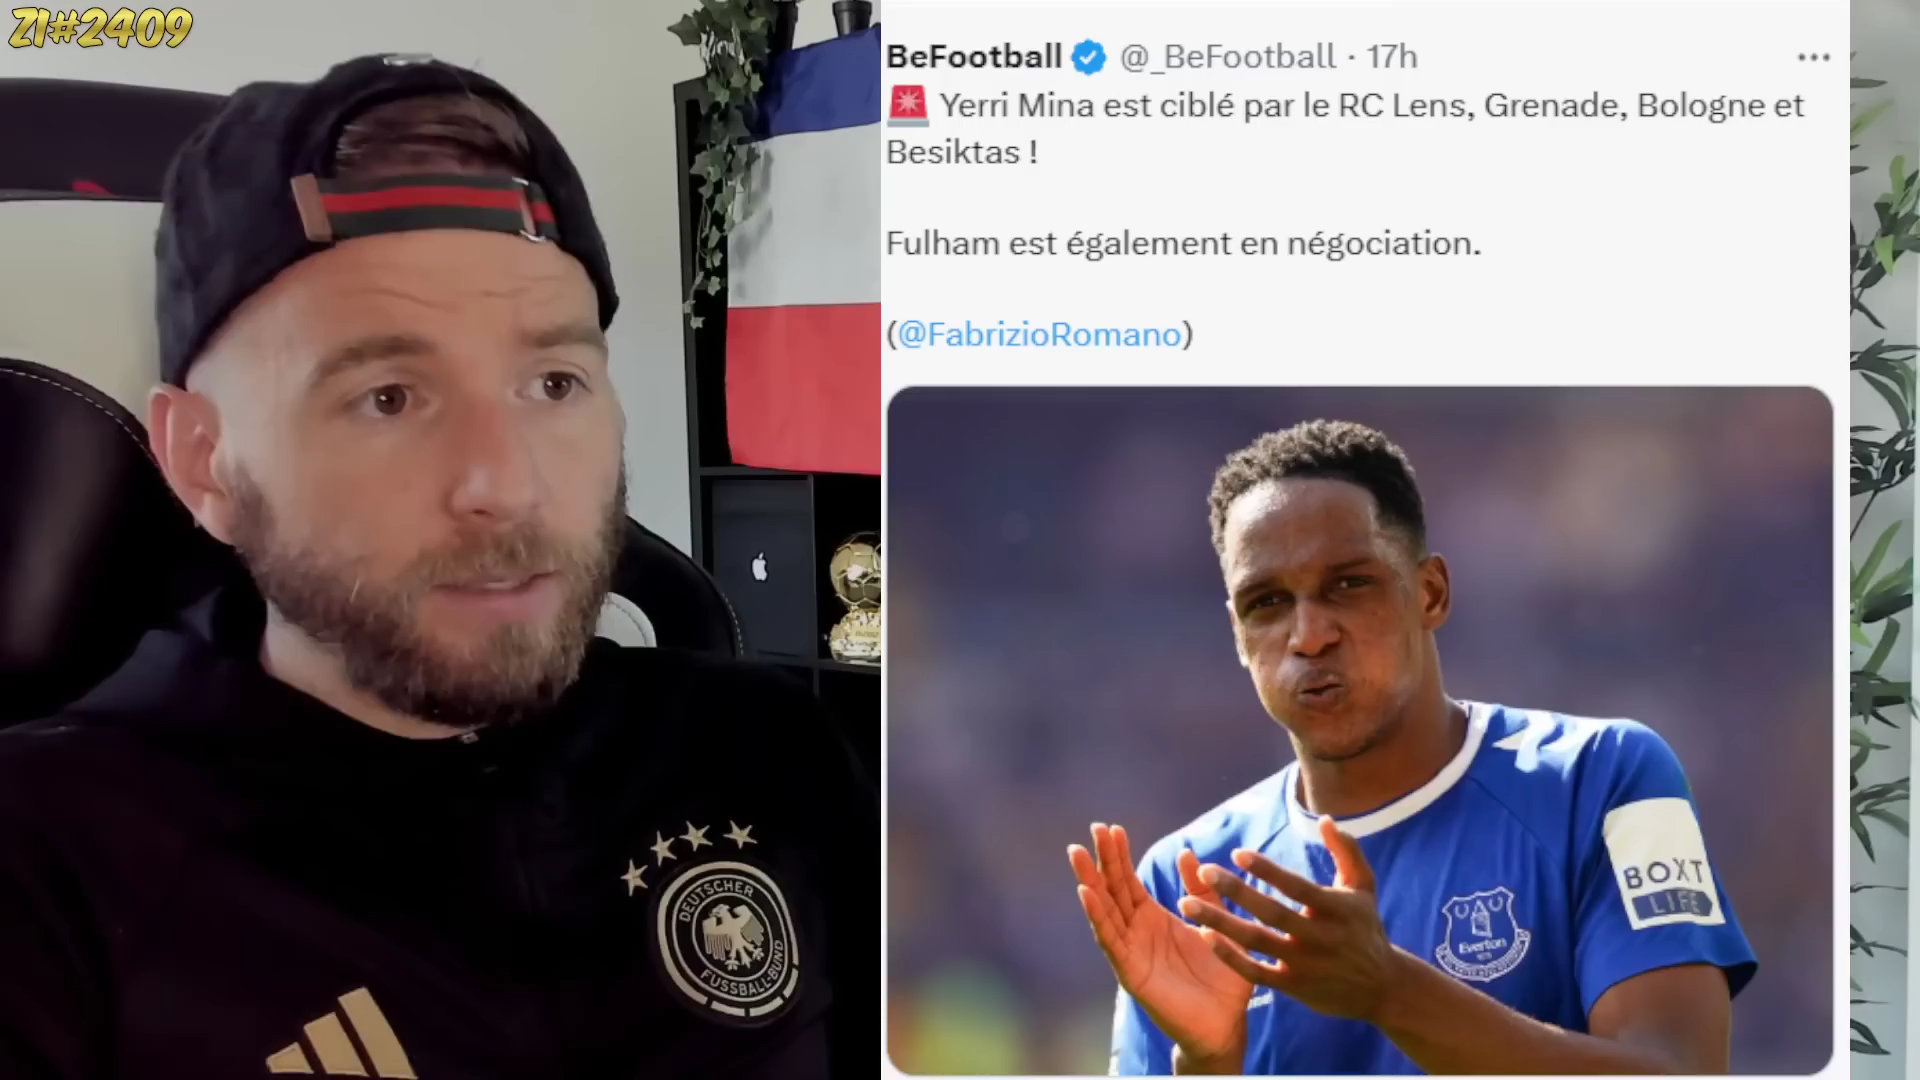 ZI#2409
BeFootball @_BeFootball · 17h
🚨 Yerri Mina est ciblé par le RC Lens, Grenade, Bologne et
Besiktas !
Fulham est également en négociation.
(@FabrizioRomano)
DEUTSCHER
FUSSBALL-BUND
BOXT
LIFE
Everton